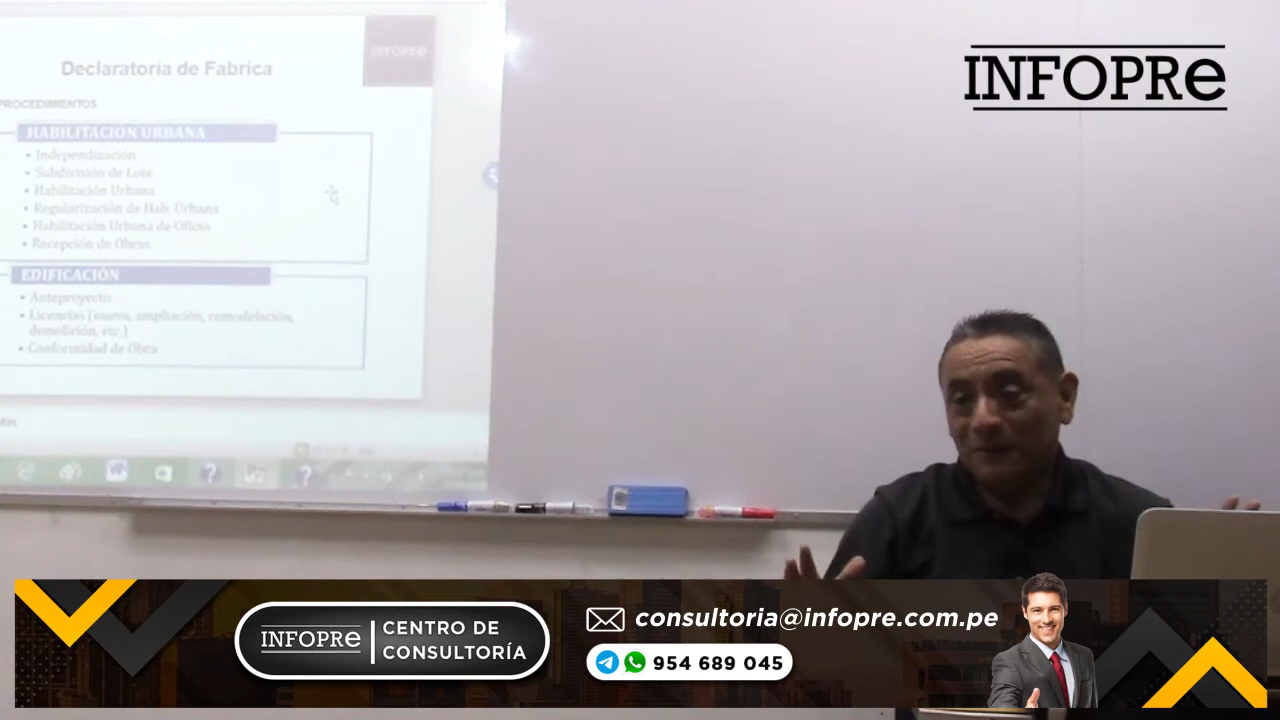 Declaratoria de Fabrica
INFOPRe
PROCEDIMIENTOS
HABILITACIÓN URBANA
• Independización
• Subdivisión de Lote
• Habilitación Urbana
• Regularización de Hab. Urbana
• Habilitación Urbana de Oficio
• Recepción de Obras
EDIFICACIÓN
• Anteproyecto
• Licencias [nueva, ampliación, remodelación,
demolición, etc.]
• Conformidad de Obra
INFOPRe
INFOPRe
CENTRO DE
CONSULTORÍA
consultoria@infopre.com.pe
954 689 045